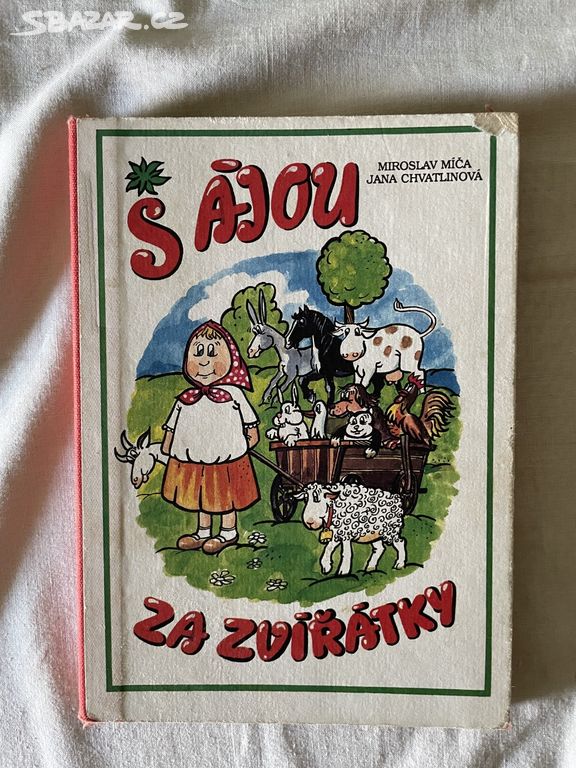 SBAZAR.CZ
MIROSLAV MÍČA
JANA CHVATLINOVÁ
S ÁJOU
ZA ZVÍŘÁTKY